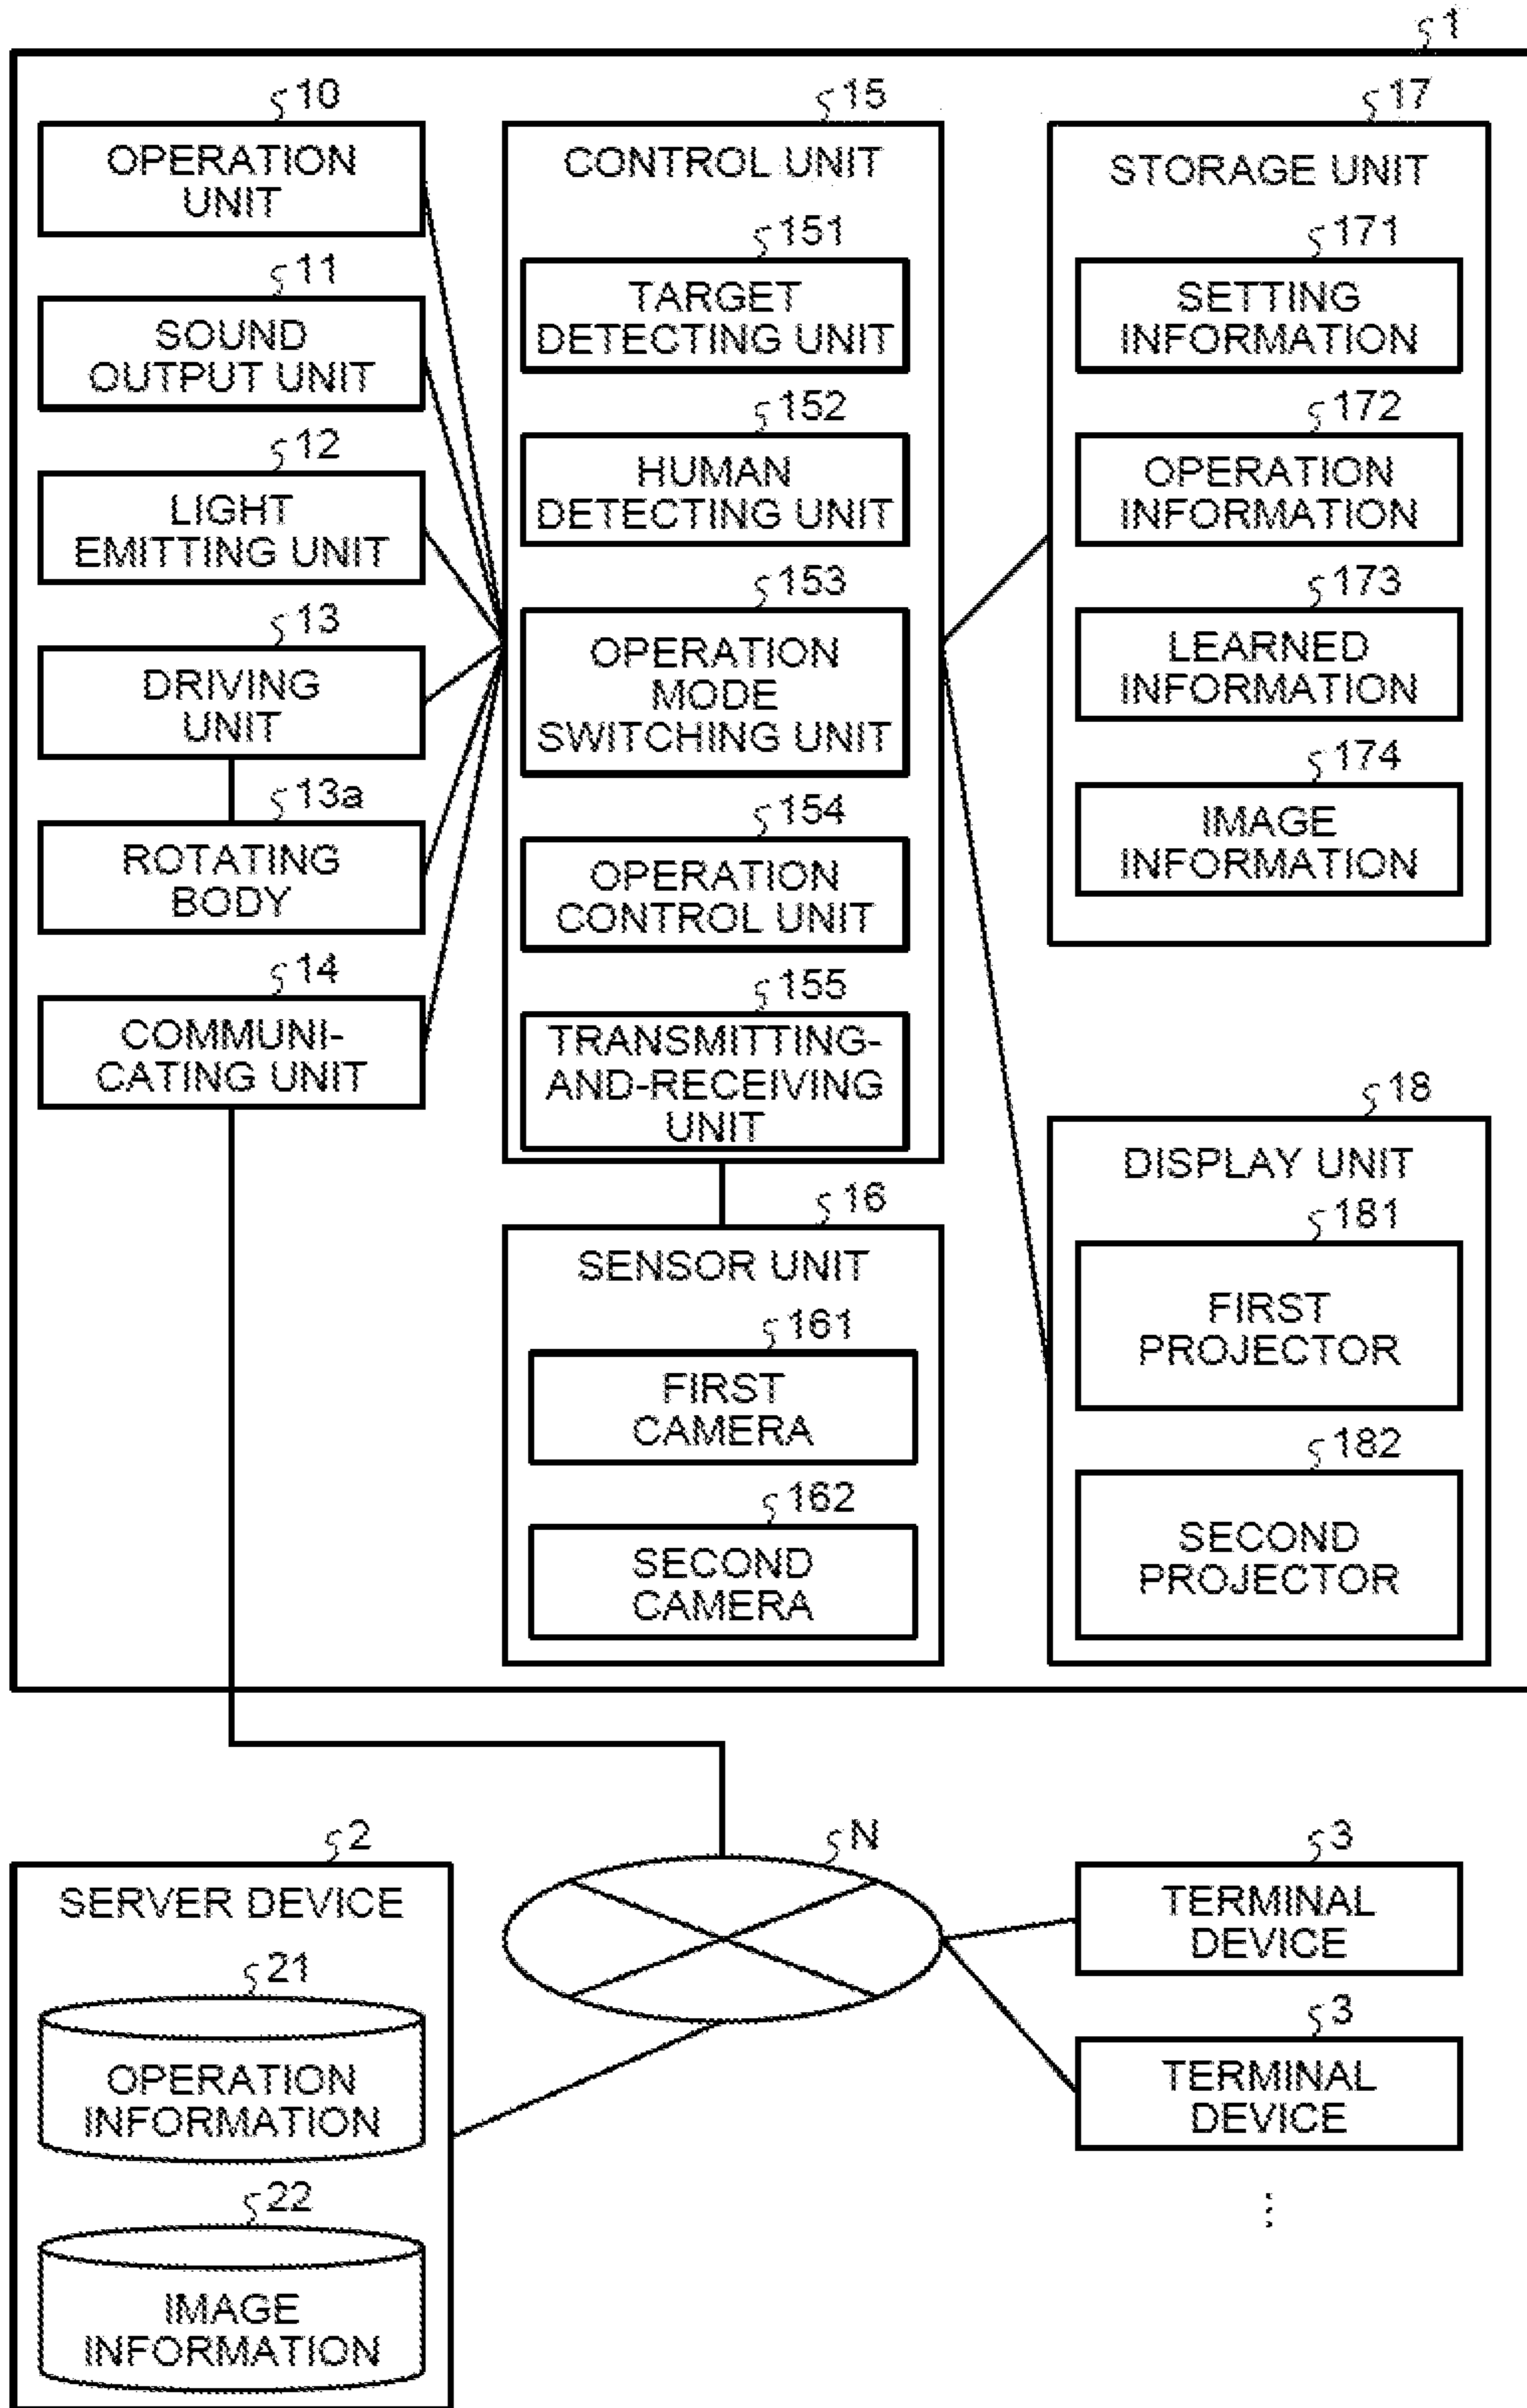 1
10
OPERATION
UNIT
11
SOUND
OUTPUT UNIT
12
LIGHT
EMITTING UNIT
13
DRIVING
UNIT
13a
ROTATING
BODY
14
COMMUNI-
CATING UNIT
15
CONTROL UNIT
151
TARGET
DETECTING UNIT
152
HUMAN
DETECTING UNIT
153
OPERATION
MODE
SWITCHING UNIT
154
OPERATION
CONTROL UNIT
155
TRANSMITTING-
AND-RECEIVING
UNIT
16
SENSOR UNIT
161
FIRST
CAMERA
162
SECOND
CAMERA
17
STORAGE UNIT
171
SETTING
INFORMATION
172
OPERATION
INFORMATION
173
LEARNED
INFORMATION
174
IMAGE
INFORMATION
18
DISPLAY UNIT
181
FIRST
PROJECTOR
182
SECOND
PROJECTOR
2
SERVER DEVICE
21
OPERATION
INFORMATION
22
IMAGE
INFORMATION
N
3
TERMINAL
DEVICE
3
TERMINAL
DEVICE
⋮